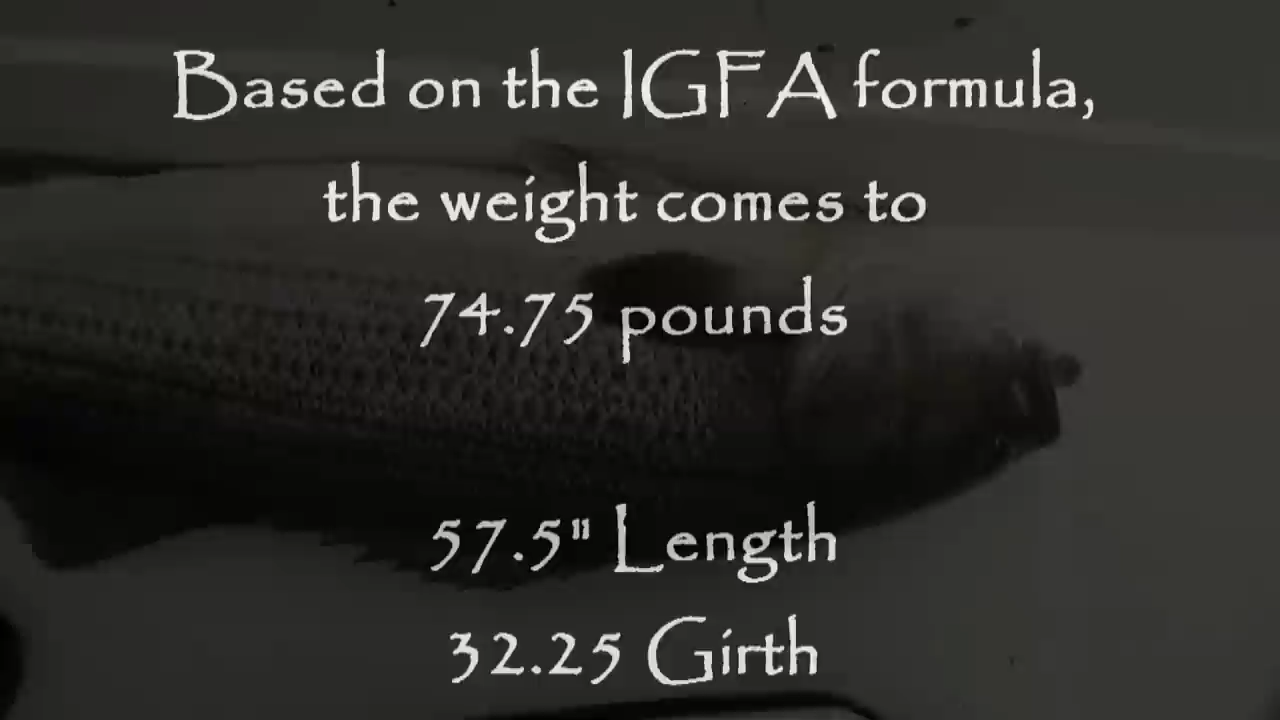 Based on the IGFA formula,
the weight comes to
74.75 pounds
57.5" Length
32.25 Girth